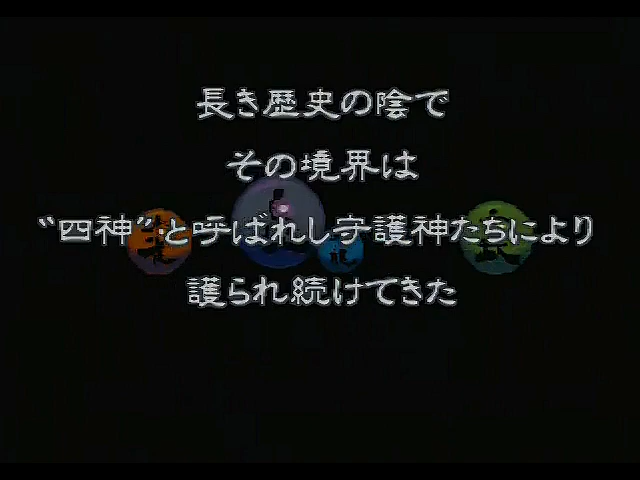 長き歴史の陰で
その境界は
〝四神〟と呼ばれし守護神たちにより
護られ続けてきた